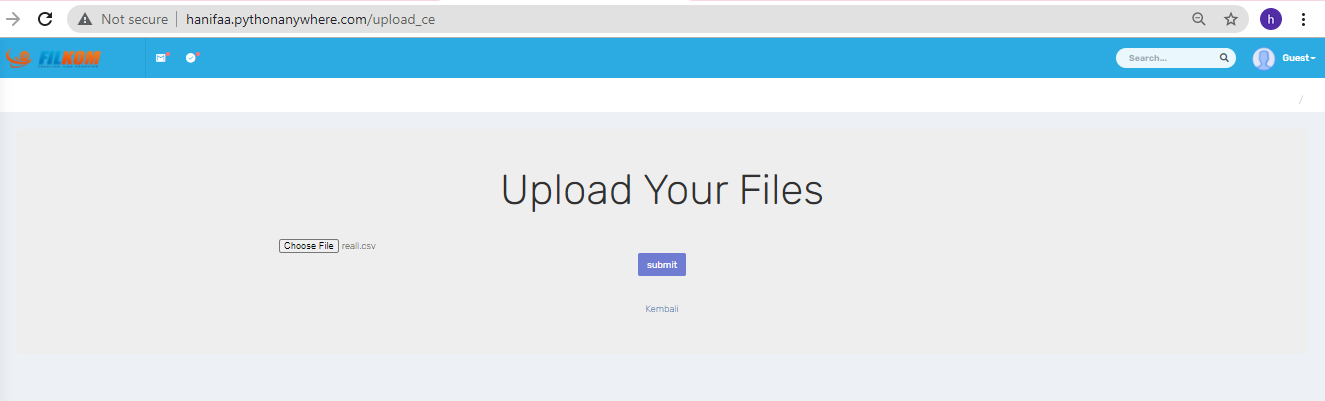 Not secure | hanifaa.pythonanywhere.com/upload_ce
h
FILKOM
Search...
Guest
/
Upload Your Files
Choose File reall.csv
submit
Kembali